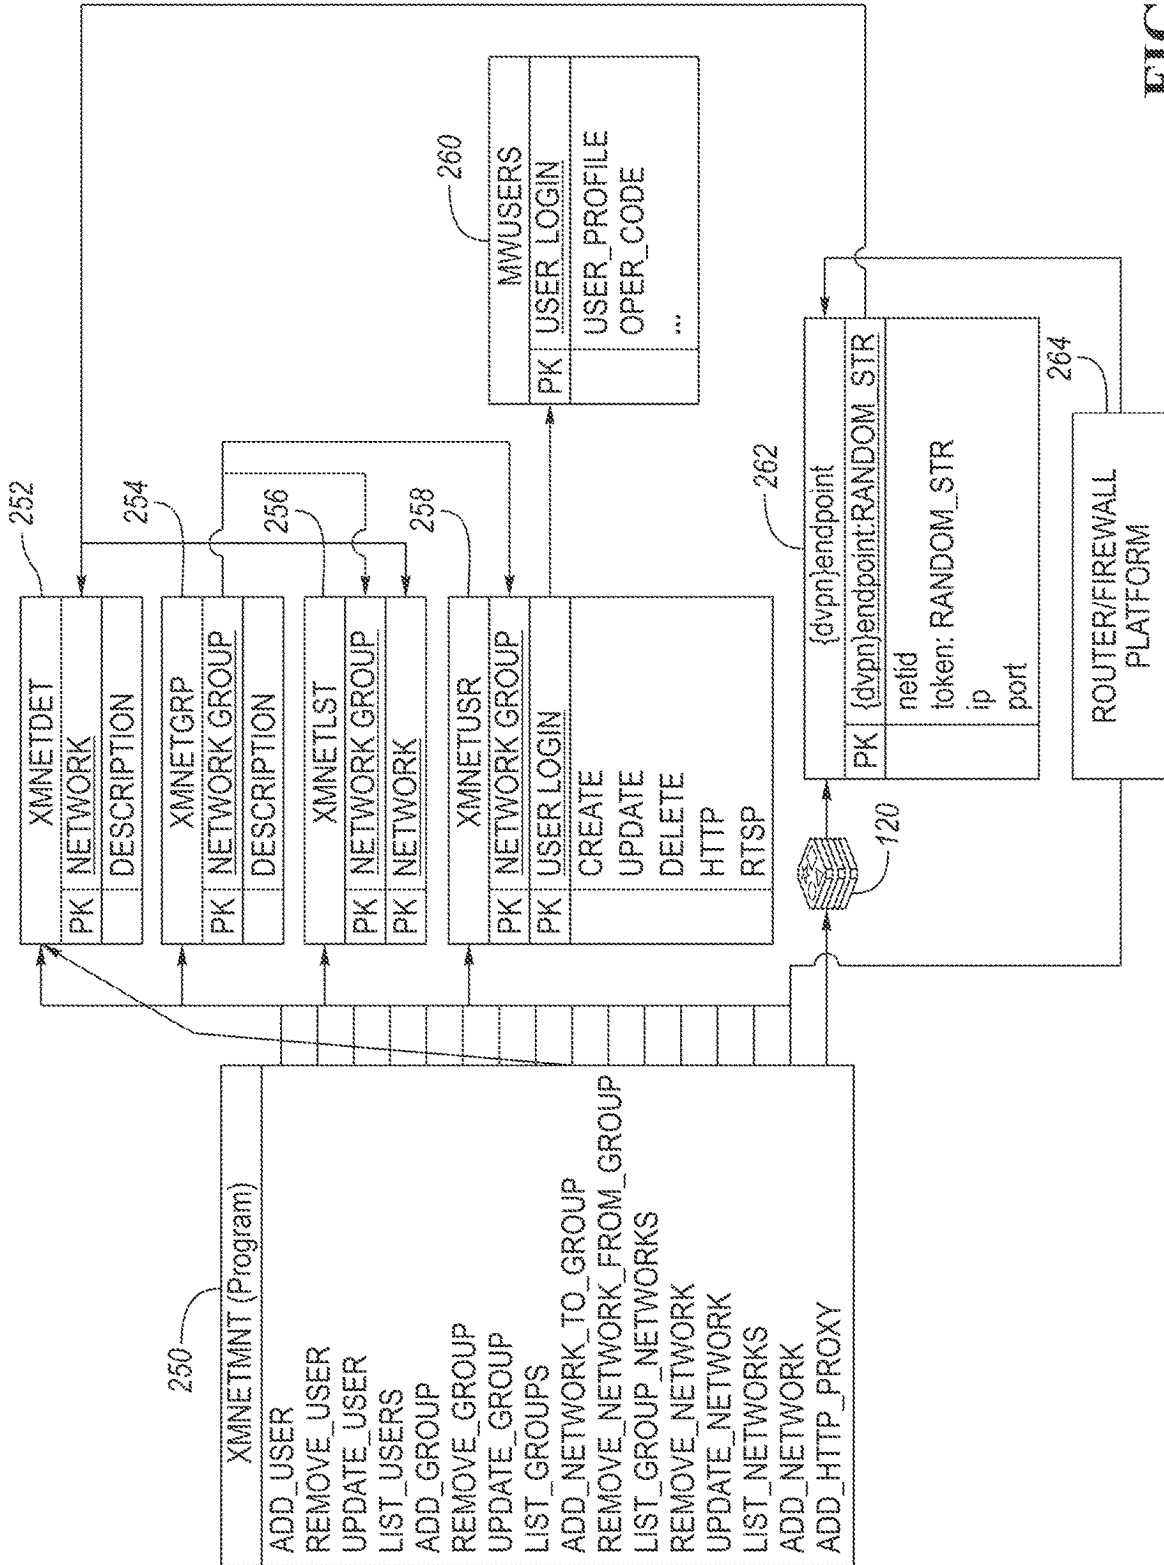 250
XMNETMNT (Program)
ADD_USER
REMOVE_USER
UPDATE_USER
LIST_USERS
ADD_GROUP
REMOVE_GROUP
UPDATE_GROUP
LIST_GROUPS
ADD_NETWORK_TO_GROUP
REMOVE_NETWORK_FROM_GROUP
LIST_GROUP_NETWORKS
REMOVE_NETWORK
UPDATE_NETWORK
LIST_NETWORKS
ADD_NETWORK
ADD_HTTP_PROXY
252
XMNETDET
PK NETWORK
DESCRIPTION
254
XMNETGRP
PK NETWORK GROUP
DESCRIPTION
256
XMNETLST
PK NETWORK GROUP
PK NETWORK
258
XMNETUSR
PK NETWORK GROUP
PK USER LOGIN
CREATE
UPDATE
DELETE
HTTP
RTSP
260
MWUSERS
PK USER_LOGIN
USER_PROFILE
OPER_CODE
...
120
262
{dvpn}endpoint
PK {dvpn}endpoint:RANDOM_STR
netid
token: RANDOM_STR
ip
port
264
ROUTER/FIREWALL
PLATFORM